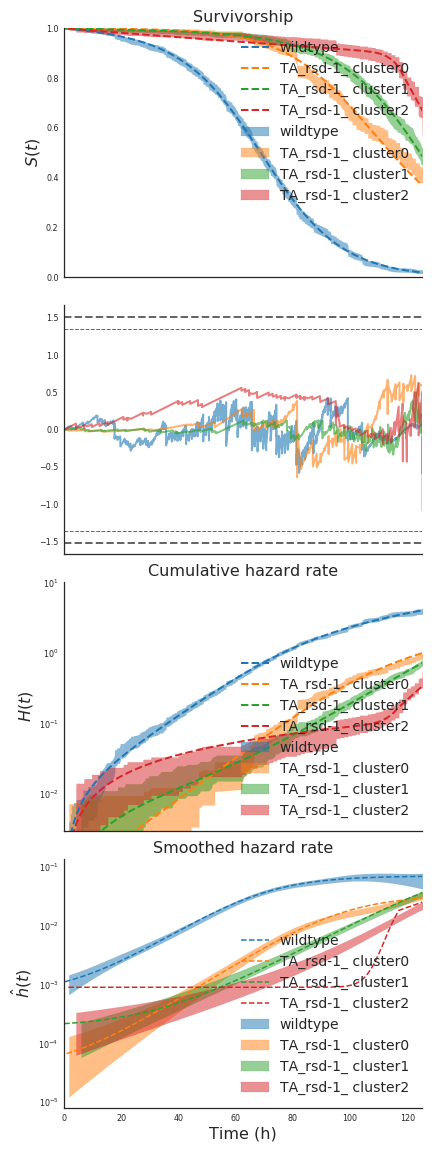 Survivorship
1.0
0.8
0.6
0.4
0.2
0.0
S(t)
wildtype
TA_rsd-1_ cluster0
TA_rsd-1_ cluster1
TA_rsd-1_ cluster2
wildtype
TA_rsd-1_ cluster0
TA_rsd-1_ cluster1
TA_rsd-1_ cluster2
1.5
1.0
0.5
0.0
−0.5
−1.0
−1.5
Cumulative hazard rate
10¹
10⁰
10⁻¹
10⁻²
H(t)
wildtype
TA_rsd-1_ cluster0
TA_rsd-1_ cluster1
TA_rsd-1_ cluster2
wildtype
TA_rsd-1_ cluster0
TA_rsd-1_ cluster1
TA_rsd-1_ cluster2
Smoothed hazard rate
10⁻¹
10⁻²
10⁻³
10⁻⁴
10⁻⁵
ĥ(t)
wildtype
TA_rsd-1_ cluster0
TA_rsd-1_ cluster1
TA_rsd-1_ cluster2
wildtype
TA_rsd-1_ cluster0
TA_rsd-1_ cluster1
TA_rsd-1_ cluster2
0 20 40 60 80 100 120
Time (h)